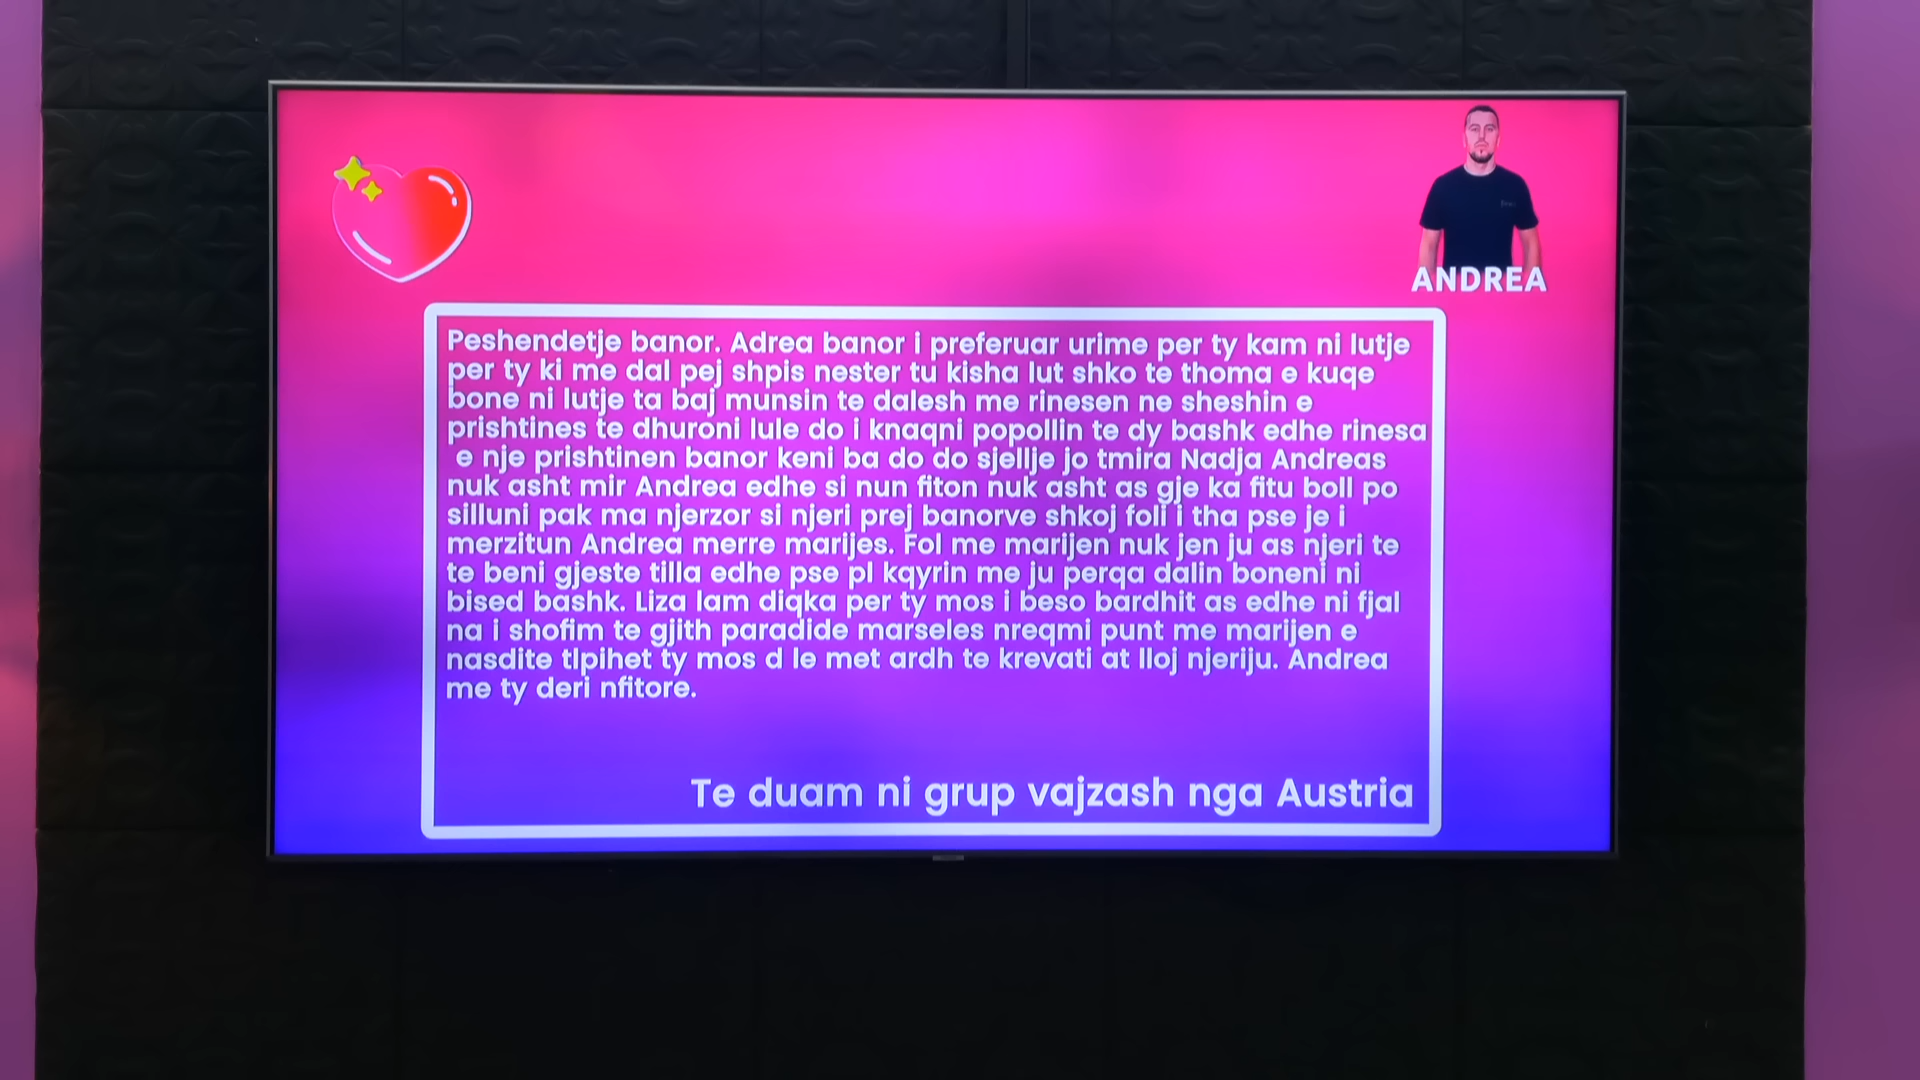 ANDREA
Peshendetje banor. Adrea banor i preferuar urime per ty kam ni lutje
per ty ki me dal pej shpis nester tu kisha lut shko te thoma e kuqe
bone ni lutje ta baj munsin te dalesh me rinesen ne sheshin e
prishtines te dhuroni lule do i knaqni popollin te dy bashk edhe rinesa
e nje prishtinen banor keni ba do do sjellje jo tmira Nadja Andreas
nuk asht mir Andrea edhe si nun fiton nuk asht as gje ka fitu boll po
silluni pak ma njerzor si njeri prej banorve shkoj foli i tha pse je i
merzitun Andrea merre marijes. Fol me marijen nuk jen ju as njeri te
te beni gjeste tilla edhe pse pl kqyrin me ju perqa dalin boneni ni
bised bashk. Liza lam diqka per ty mos i beso bardhit as edhe ni fjal
na i shofim te gjith paradide marseles nreqmi punt me marijen e
nasdite tlpihet ty mos d le met ardh te krevati at lloj njeriju. Andrea
me ty deri nfitore.
Te duam ni grup vajzash nga Austria